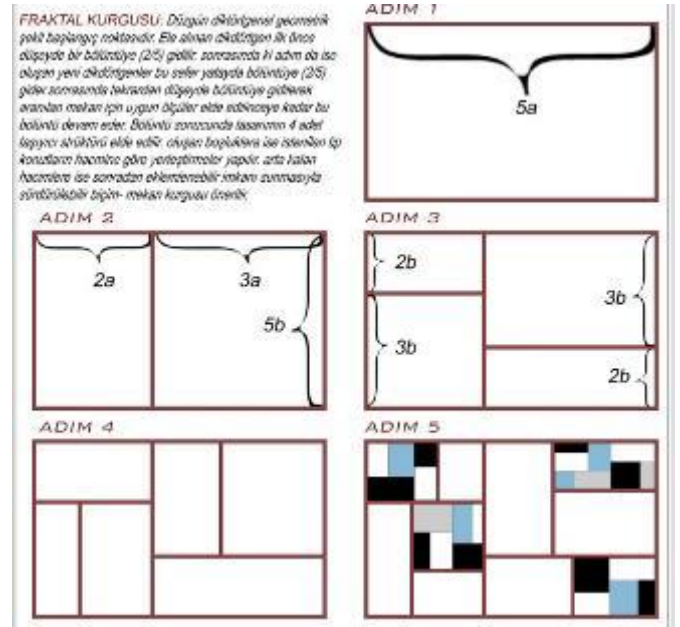 FRAKTAL KURGUSU: Düzgün dikdörtgenel geometrik
şekil başlangıç noktasıdır. Ele alınan dikdörtgen ilk önce
düşeyde bir bölüntüye (2/5) gidilir. sonrasında ki adım da ise
oluşan yeni dikdörtgenler bu sefer yatayda bölüntüye (2/5)
gider sonrasında tekrardan düşeyde bölüntüye gidilerek
aranılan mekan için uygun ölçüler elde edilinceye kadar bu
bölüntü devam eder. Bölüntü sonucunda tasarımın 4 adet
taşıyıcı strüktürü elde edilir. oluşan boşluklara ise istenilen tip
konutların hacmine göre yerleştirmeler yapılır. arta kalan
hacimlere ise sonradan eklemlenebilir imkanı sunmasıyla
sürdürülebilir biçim- mekan kurgusu önerilir.
ADIM 1
5a
ADIM 2
2a
3a
5b
ADIM 3
2b
3b
3b
2b
ADIM 4
ADIM 5